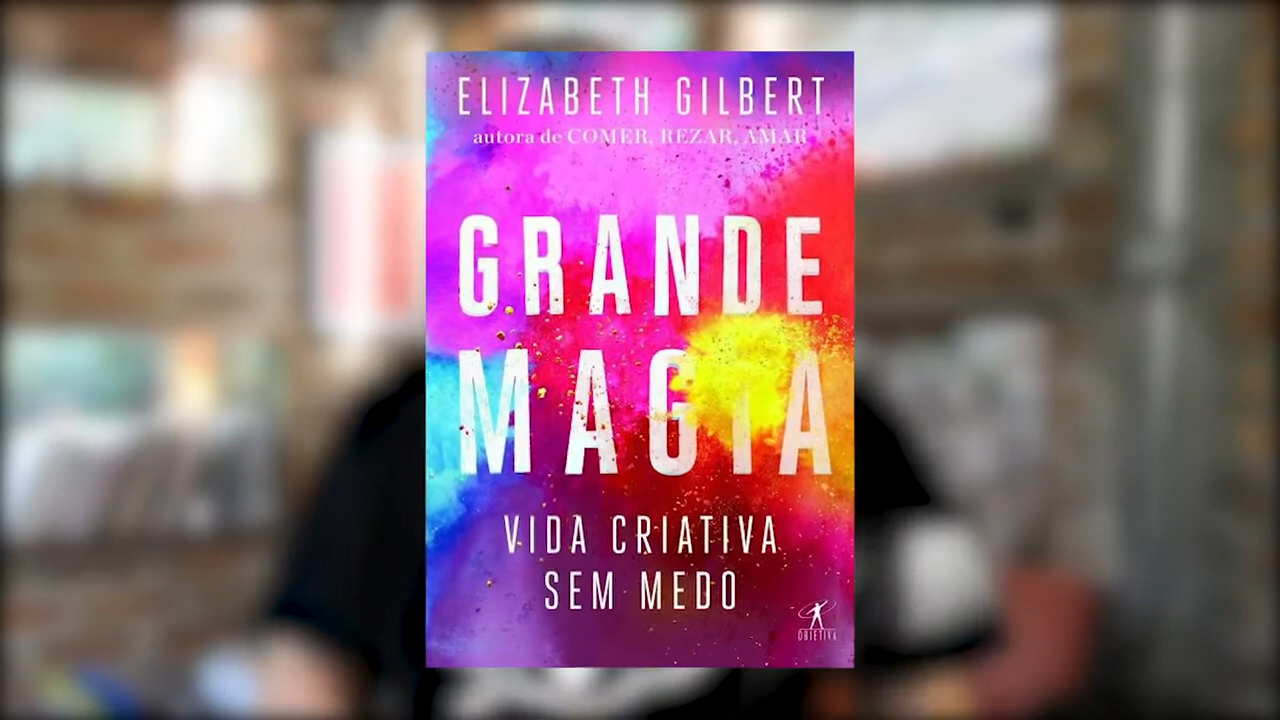 ELIZABETH GILBERT
autora de COMER, REZAR, AMAR
GRANDE
MAGIA
VIDA CRIATIVA
SEM MEDO
OBJETIVA